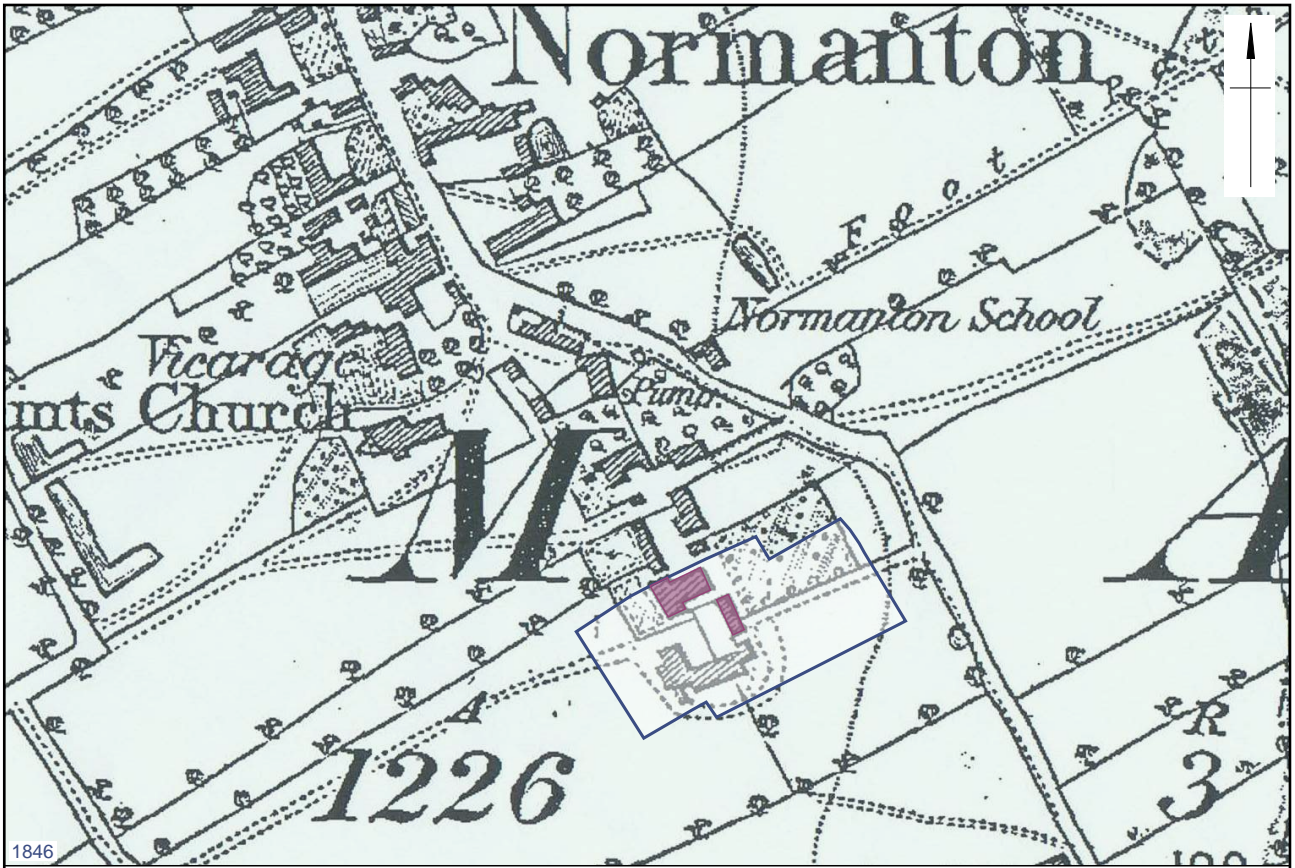 Normanton
Foot
Normanton School
Vicarage
Pump
ints Church
M
A
A
1226
R
3
1846